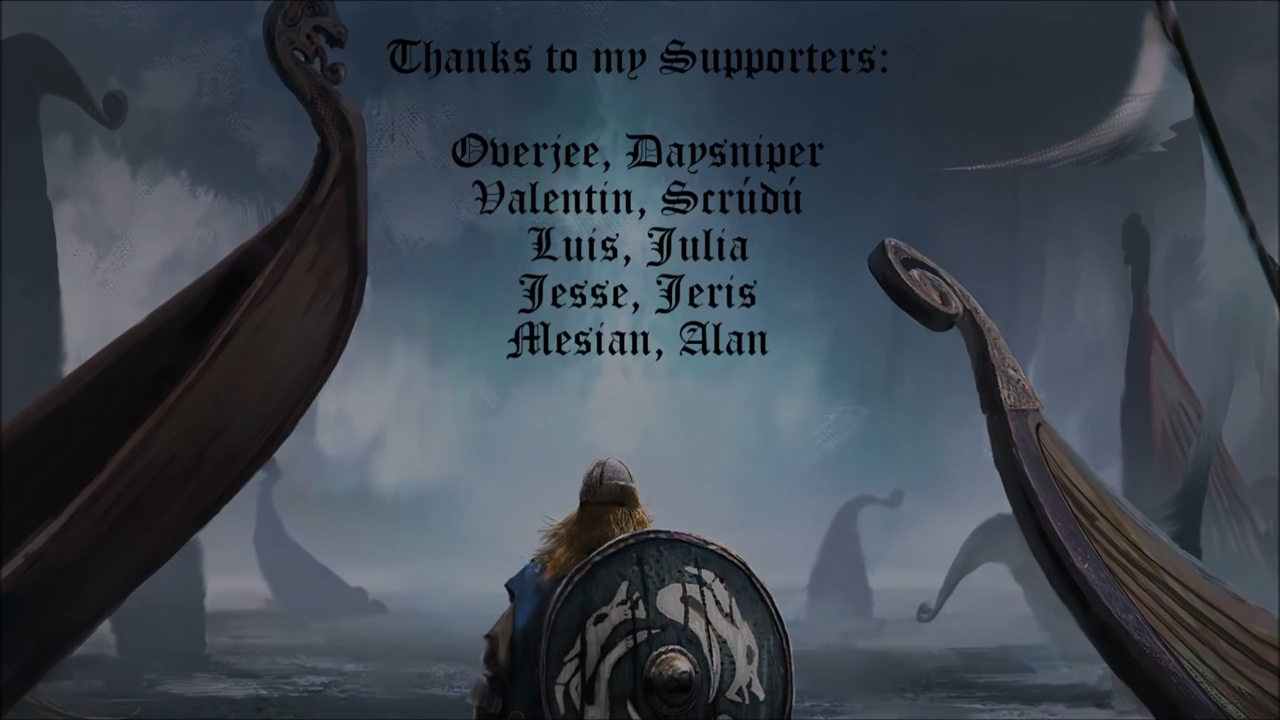 Thanks to my Supporters:
Overjee, Daysniper
Valentin, Scrúdú
Luis, Julia
Jesse, Jeris
Mesian, Alan